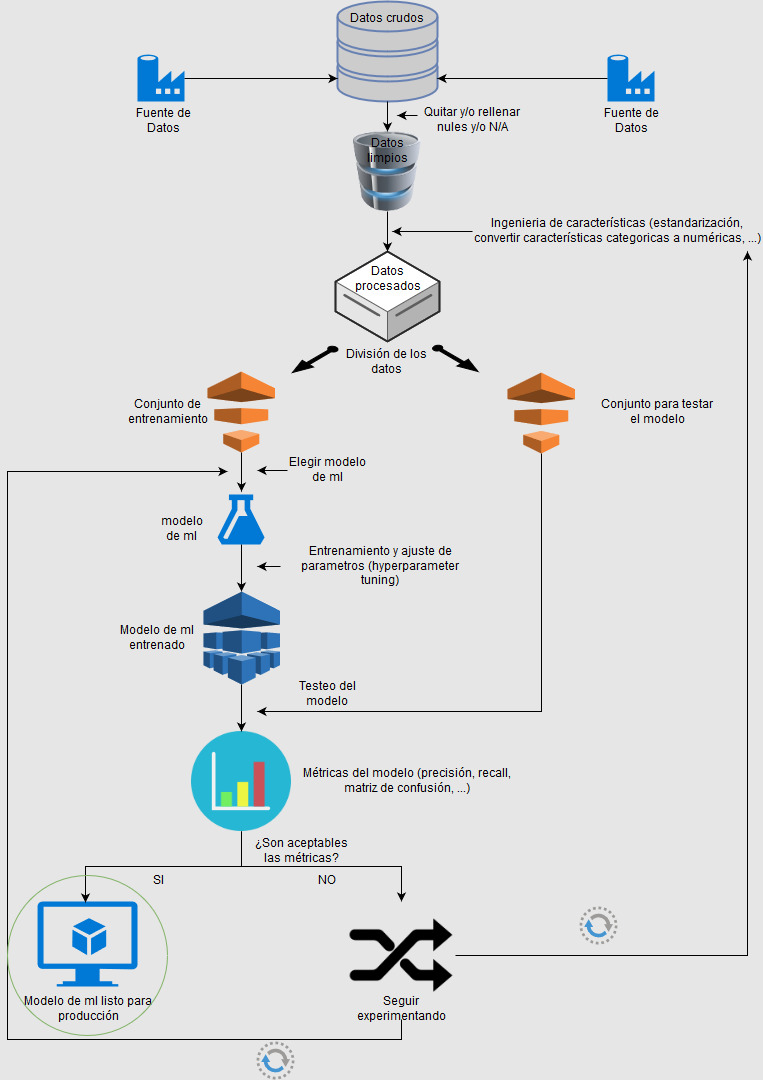 Datos crudos
Fuente de
Datos
Fuente de
Datos
Quitar y/o rellenar
nules y/o N/A
Datos
limpios
Ingenieria de características (estandarización,
convertir características categoricas a numéricas, ...)
Datos
procesados
División de los
datos
Conjunto de
entrenamiento
Conjunto para testar
el modelo
Elegir modelo
de ml
modelo
de ml
Entrenamiento y ajuste de
parametros (hyperparameter
tuning)
Modelo de ml
entrenado
Testeo del
modelo
Métricas del modelo (precisión, recall,
matriz de confusión, ...)
¿Son aceptables
las métricas?
SI
NO
Modelo de ml listo para
producción
Seguir
experimentando